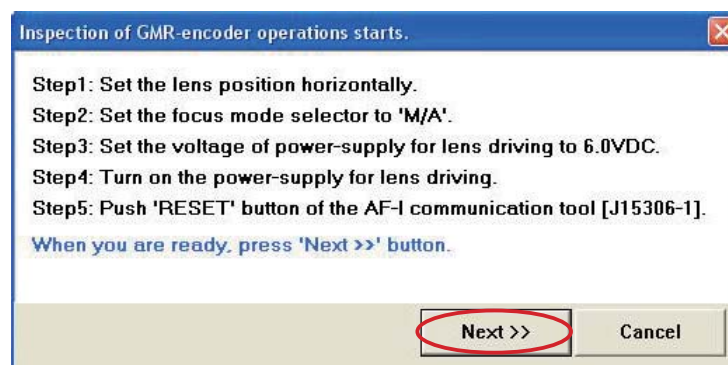 Inspection of GMR-encoder operations starts.
Step1: Set the lens position horizontally.
Step2: Set the focus mode selector to 'M/A'.
Step3: Set the voltage of power-supply for lens driving to 6.0VDC.
Step4: Turn on the power-supply for lens driving.
Step5: Push 'RESET' button of the AF-I communication tool [J15306-1].
When you are ready, press 'Next >>' button.
Next >> Cancel